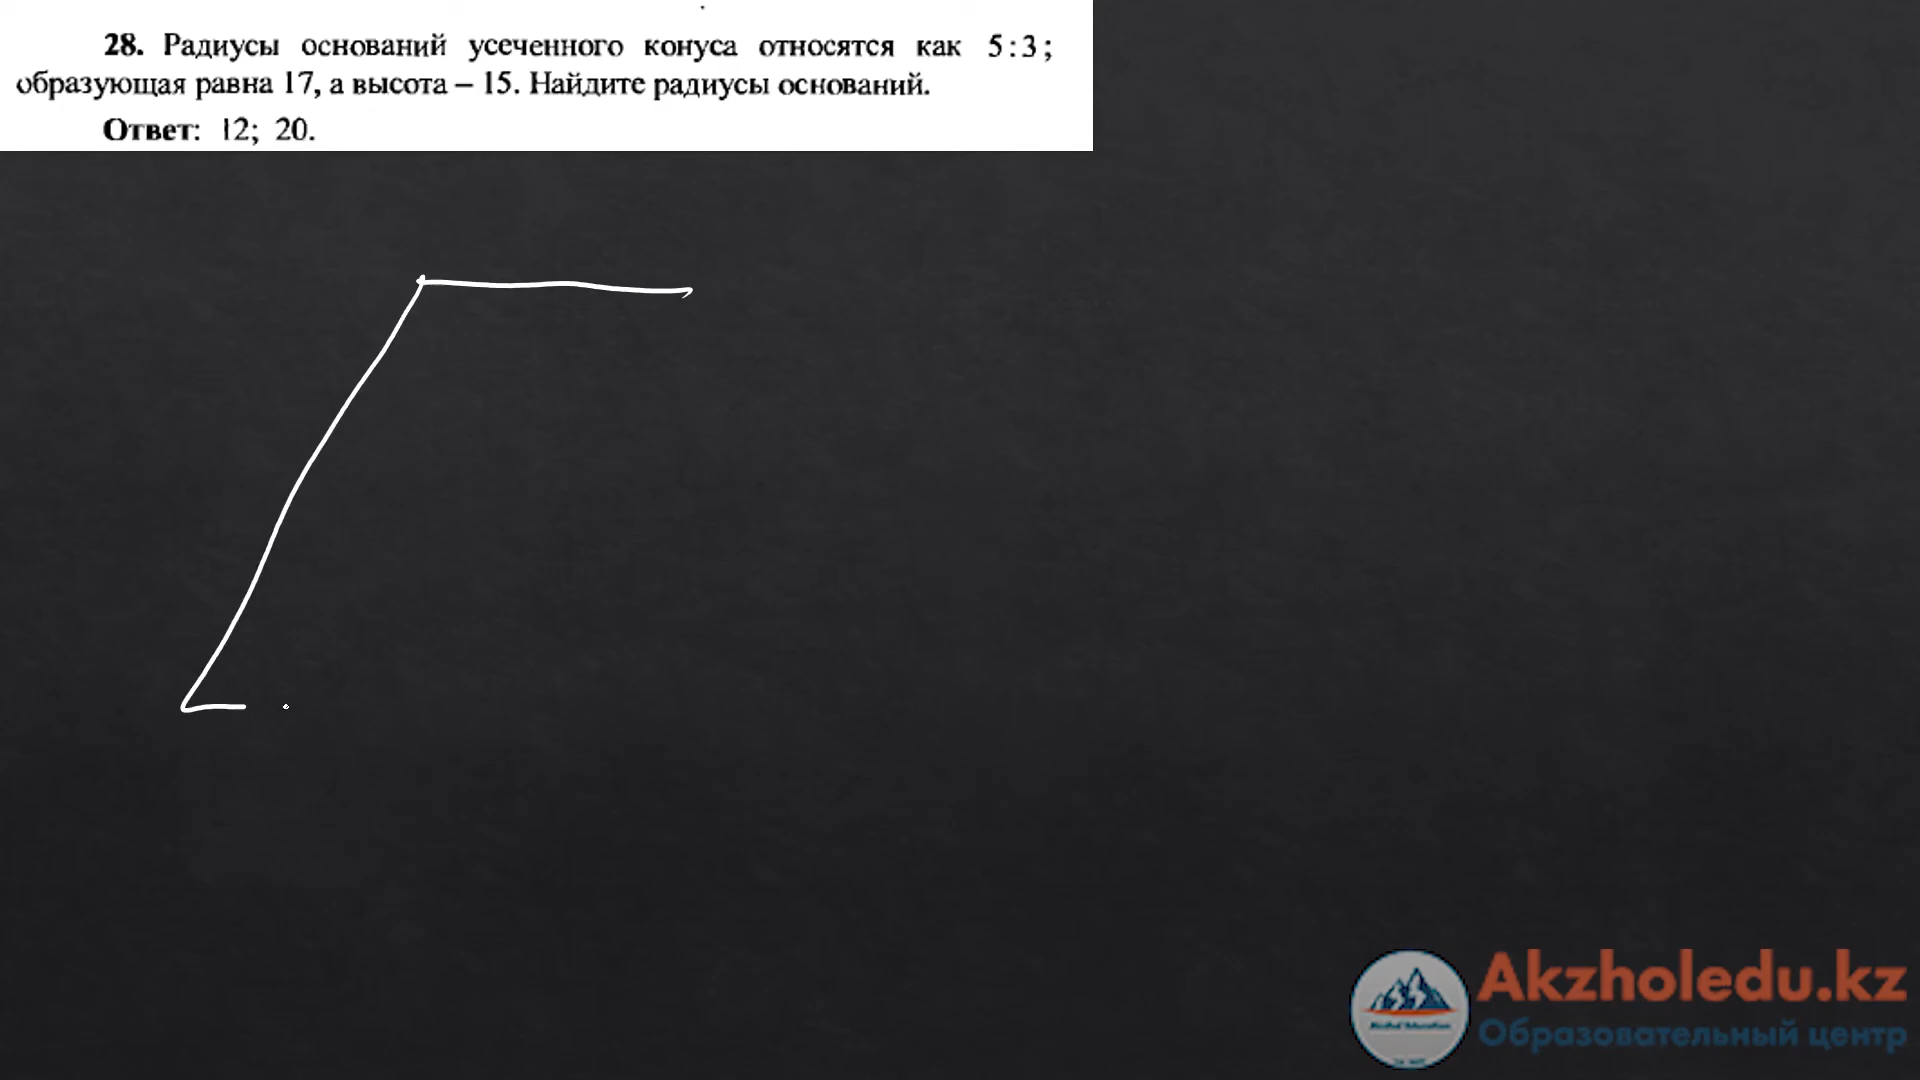 28. Радиусы оснований усеченного конуса относятся как 5:3;
образующая равна 17, а высота – 15. Найдите радиусы оснований.
Ответ: 12; 20.
Akzholedu.kz
Образовательный центр